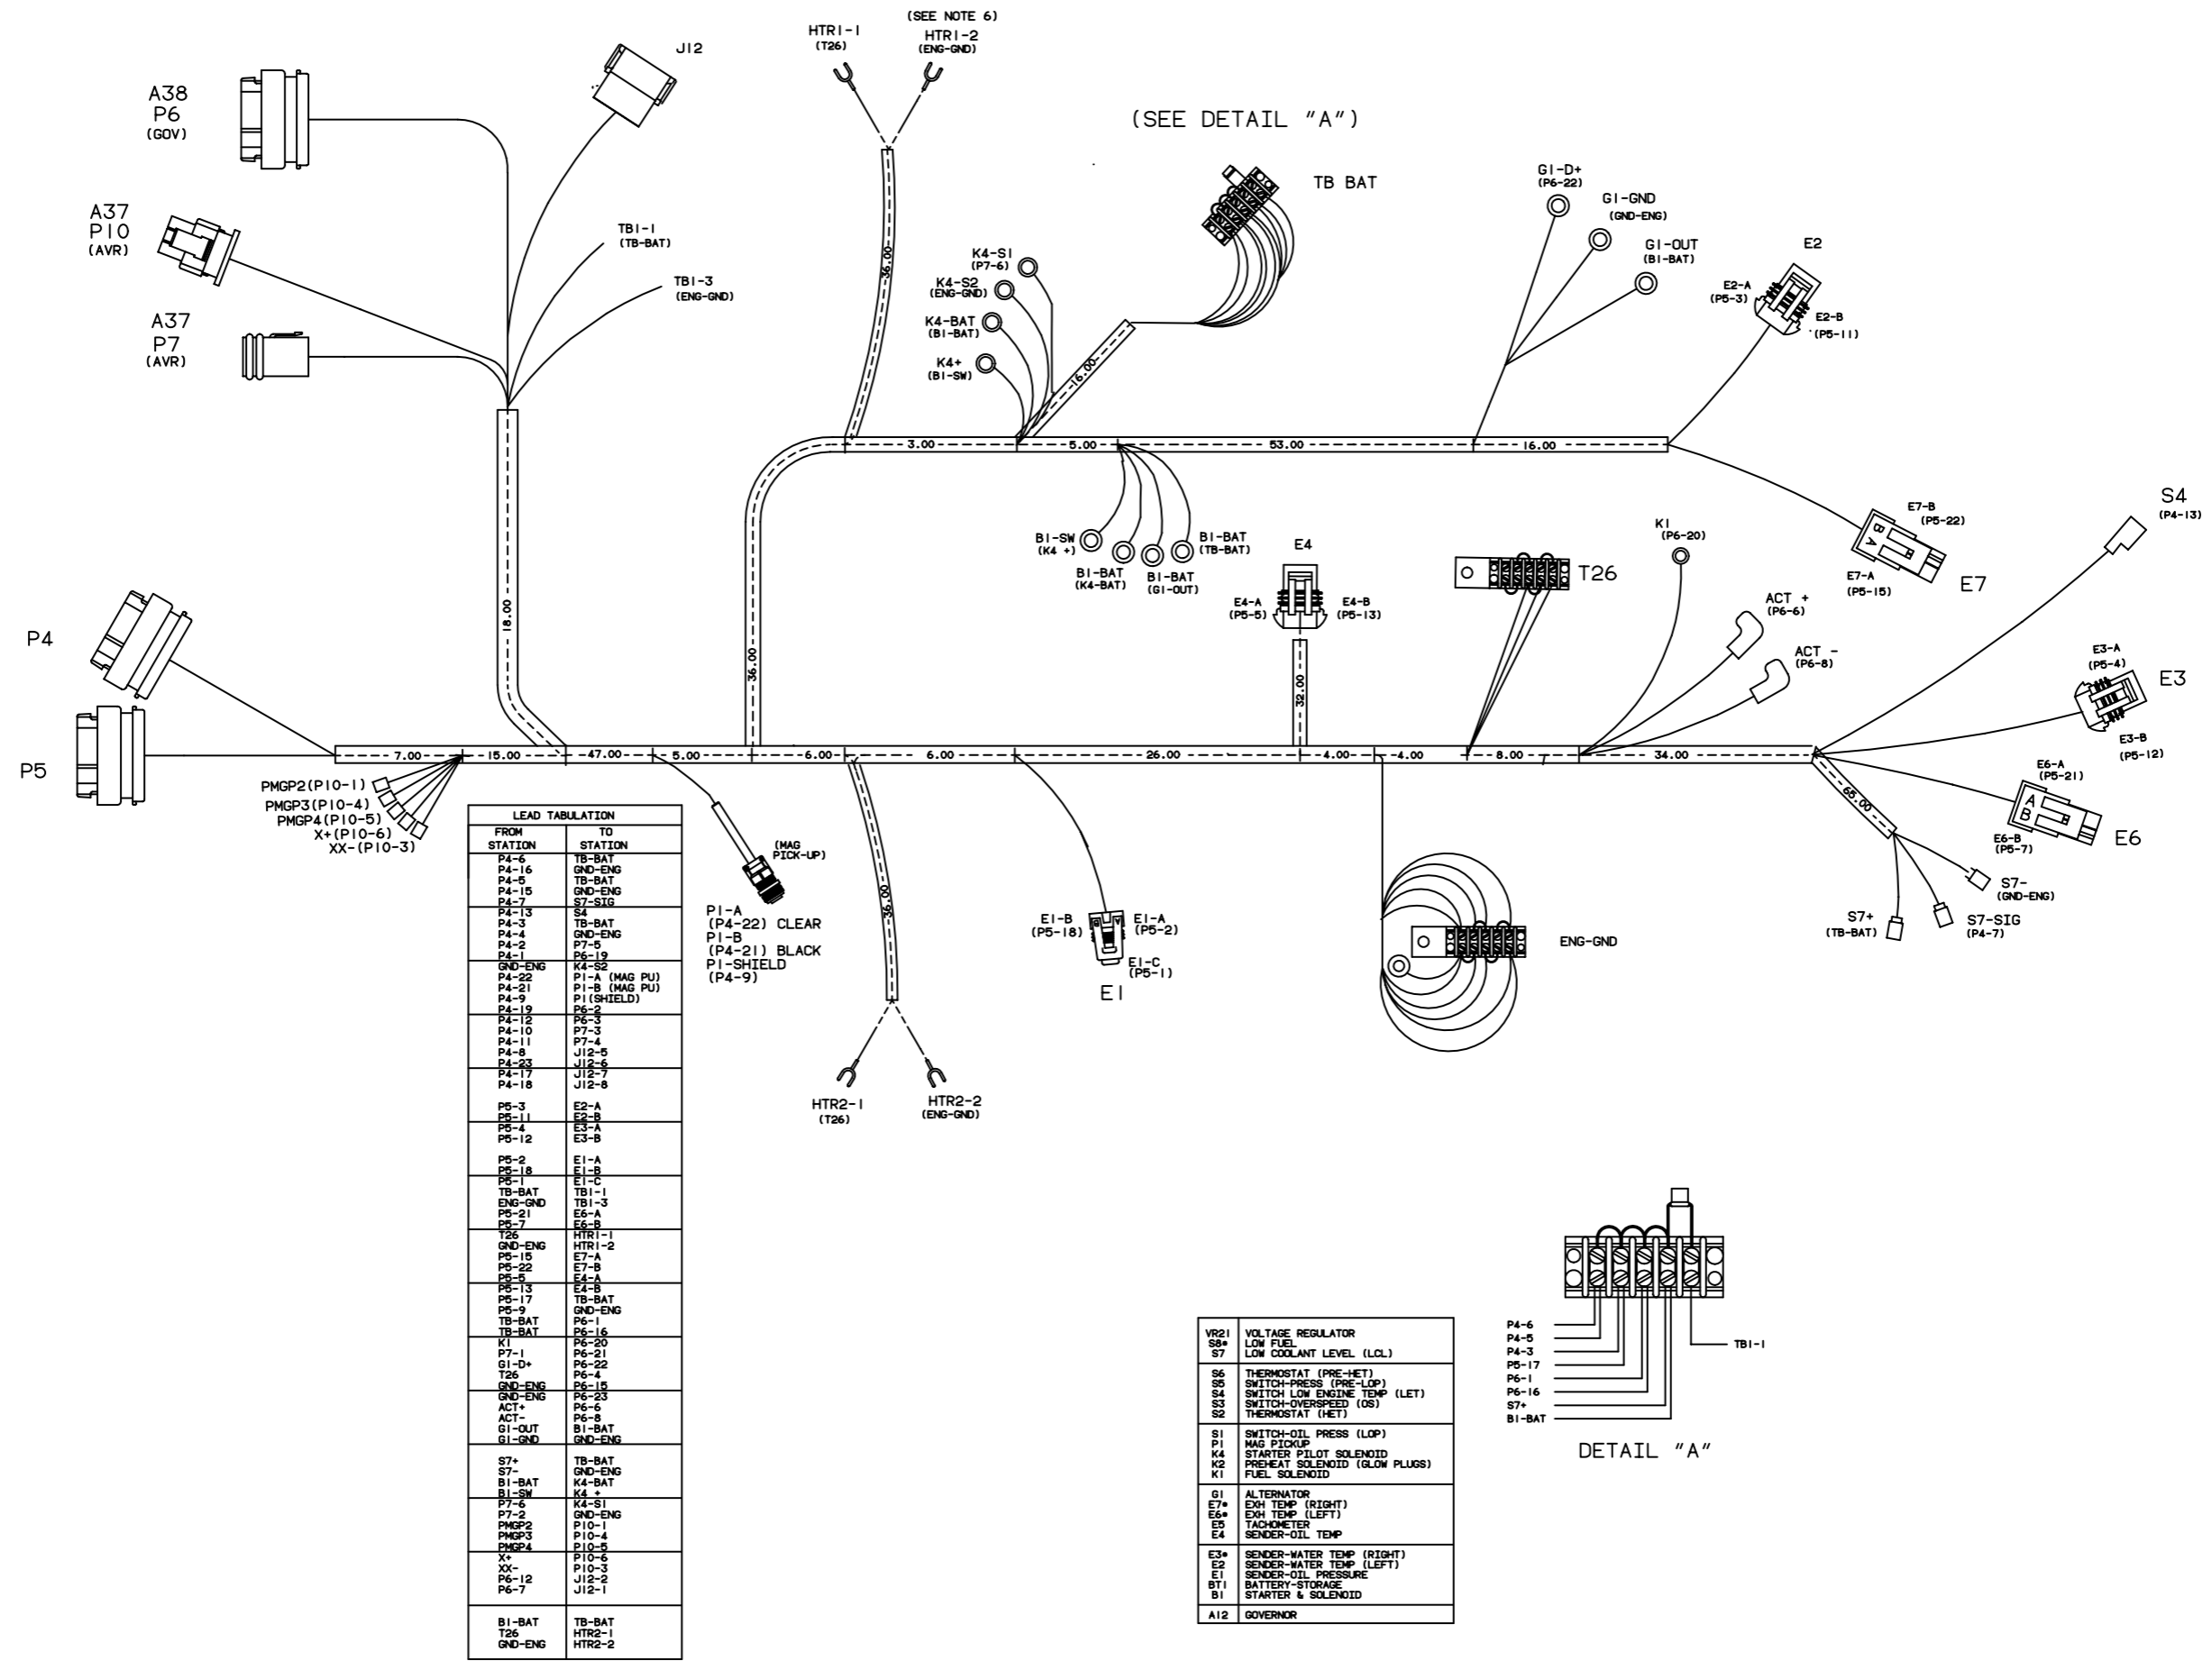 (SEE NOTE 6)
HTR1-1
(T26)
HTR1-2
(ENG-GND)
J12
A38
P6
(GOV)
(SEE DETAIL "A")
TB BAT
G1-D+
(P6-22)
G1-GND
(GND-ENG)
G1-OUT
(B1-BAT)
A37
P10
(AVR)
TB1-1
(TB-BAT)
TB1-3
(ENG-GND)
36.00
K4-S1
(P7-6)
K4-S2
(ENG-GND)
K4-BAT
(B1-BAT)
K4+
(B1-SW)
16.00
E2
E2-A
(P5-3)
E2-B
(P5-11)
A37
P7
(AVR)
3.00
5.00
53.00
16.00
B1-SW
(K4 +)
B1-BAT
(K4-BAT)
B1-BAT
(G1-OUT)
B1-BAT
(TB-BAT)
E4
E4-A
(P5-5)
E4-B
(P5-13)
T26
K1
(P6-20)
ACT +
(P6-6)
ACT -
(P6-8)
E7-B
(P5-22)
B
A
E7-A
(P5-15)
E7
S4
(P4-13)
18.00
36.00
32.00
P4
P5
E3-A
(P5-4)
E3
E3-B
(P5-12)
7.00
15.00
47.00
5.00
6.00
6.00
26.00
4.00
4.00
8.00
34.00
65.00
E6-A
(P5-21)
A
B
E6-B
(P5-7)
E6
PMGP2(P10-1)
PMGP3(P10-4)
PMGP4(P10-5)
X+(P10-6)
XX-(P10-3)
(MAG
PICK-UP)
P1-A
(P4-22) CLEAR
P1-B
(P4-21) BLACK
P1-SHIELD
(P4-9)
36.00
E1-B
(P5-18)
E1-A
(P5-2)
E1-C
(P5-1)
E1
ENG-GND
S7+
(TB-BAT)
S7-SIG
(P4-7)
S7-
(GND-ENG)
HTR2-1
(T26)
HTR2-2
(ENG-GND)
LEAD TABULATION
FROM STATION TO STATION
P4-6 TB-BAT
P4-16 GND-ENG
P4-5 TB-BAT
P4-15 GND-ENG
P4-7 S7-SIG
P4-13 S4
P4-3 TB-BAT
P4-4 GND-ENG
P4-2 P7-5
P4-1 P6-19
GND-ENG K4-S2
P4-22 P1-A (MAG PU)
P4-21 P1-B (MAG PU)
P4-9 P1(SHIELD)
P4-19 P6-2
P4-12 P6-3
P4-10 P7-3
P4-11 P7-4
P4-8 J12-5
P4-23 J12-6
P4-17 J12-7
P4-18 J12-8
P5-3 E2-A
P5-11 E2-B
P5-4 E3-A
P5-12 E3-B
P5-2 E1-A
P5-18 E1-B
P5-1 E1-C
TB-BAT TB1-1
ENG-GND TB1-3
P5-21 E6-A
P5-7 E6-B
T26 HTR1-1
GND-ENG HTR1-2
P5-15 E7-A
P5-22 E7-B
P5-5 E4-A
P5-13 E4-B
P5-17 TB-BAT
P5-9 GND-ENG
TB-BAT P6-1
TB-BAT P6-16
K1 P6-20
P7-1 P6-21
G1-D+ P6-22
T26 P6-4
GND-ENG P6-15
GND-ENG P6-23
ACT+ P6-6
ACT- P6-8
G1-OUT B1-BAT
G1-GND GND-ENG
S7+ TB-BAT
S7- GND-ENG
B1-BAT K4-BAT
B1-SW K4 +
P7-6 K4-S1
P7-2 GND-ENG
PMGP2 P10-1
PMGP3 P10-4
PMGP4 P10-5
X+ P10-6
XX- P10-3
P6-12 J12-2
P6-7 J12-1
B1-BAT TB-BAT
T26 HTR2-1
GND-ENG HTR2-2
VR21 VOLTAGE REGULATOR
S8* LOW FUEL
S7 LOW COOLANT LEVEL (LCL)
S6 THERMOSTAT (PRE-HET)
S5 SWITCH-PRESS (PRE-LOP)
S4 SWITCH LOW ENGINE TEMP (LET)
S3 SWITCH-OVERSPEED (OS)
S2 THERMOSTAT (HET)
S1 SWITCH-OIL PRESS (LOP)
P1 MAG PICKUP
K4 STARTER PILOT SOLENOID
K2 PREHEAT SOLENOID (GLOW PLUGS)
K1 FUEL SOLENOID
G1 ALTERNATOR
E7* EXH TEMP (RIGHT)
E6* EXH TEMP (LEFT)
E5 TACHOMETER
E4 SENDER-OIL TEMP
E3* SENDER-WATER TEMP (RIGHT)
E2 SENDER-WATER TEMP (LEFT)
E1 SENDER-OIL PRESSURE
BT1 BATTERY-STORAGE
B1 STARTER & SOLENOID
A12 GOVERNOR
P4-6
P4-5
P4-3
P5-17
P6-1
P6-16
S7+
B1-BAT
TB1-1
DETAIL "A"